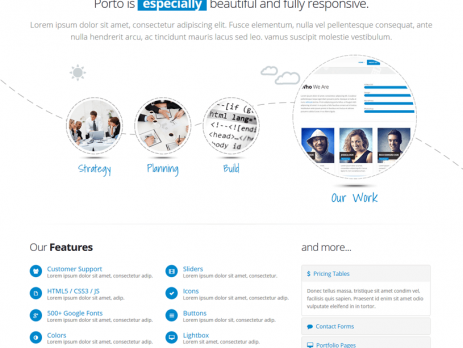 Porto is especially beautiful and fully responsive.
Lorem ipsum dolor sit amet, consectetur adipiscing elit. Fusce elementum, nulla vel pellentesque consequat, ante
nulla hendrerit arcu, ac tincidunt mauris lacus sed leo. vamus suscipit molestie vestibulum.
Who We Are
--[if (g.
html lang=
<!--<![endi
<head>
Strategy
Planning
Build
Our Work
Our Features
and more...
Customer Support
Lorem ipsum dolor sit amet, consectetur adip.
Sliders
Lorem ipsum dolor sit amet, consectetur.
Pricing Tables
HTML5 / CSS3 / JS
Lorem ipsum dolor sit amet, adip.
Icons
Lorem ipsum dolor sit amet, consectetur adip.
Donec tellus massa, tristique sit amet condim vel,
facilisis quis sapien. Praesent id enim sit amet odio
vulputate eleifend in in tortor.
500+ Google Fonts
Lorem ipsum dolor sit amet, consectetur adip.
Buttons
Lorem ipsum dolor sit, consectetur adip.
Contact Forms
Colors
Lorem ipsum dolor sit amet, consectetur adip.
Lightbox
Lorem sit amet, consectetur adip.
Portfolio Pages